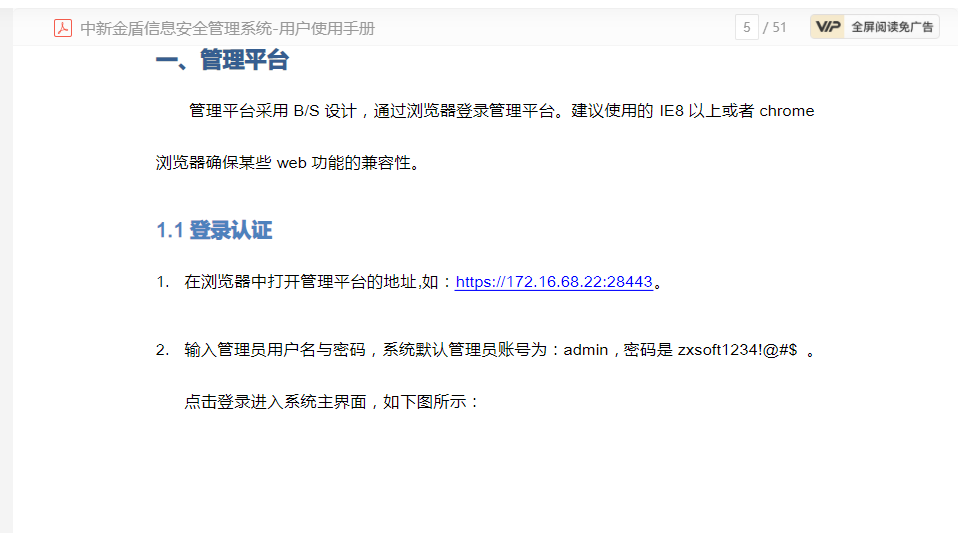 中新金盾信息安全管理系统-用户使用手册
5 / 51
VIP 全屏阅读免广告
一、管理平台
管理平台采用 B/S 设计，通过浏览器登录管理平台。建议使用的 IE8 以上或者 chrome
浏览器确保某些 web 功能的兼容性。
1.1 登录认证
1. 在浏览器中打开管理平台的地址,如：https://172.16.68.22:28443。
2. 输入管理员用户名与密码，系统默认管理员账号为：admin，密码是 zxsoft1234!@#$ 。
点击登录进入系统主界面，如下图所示：